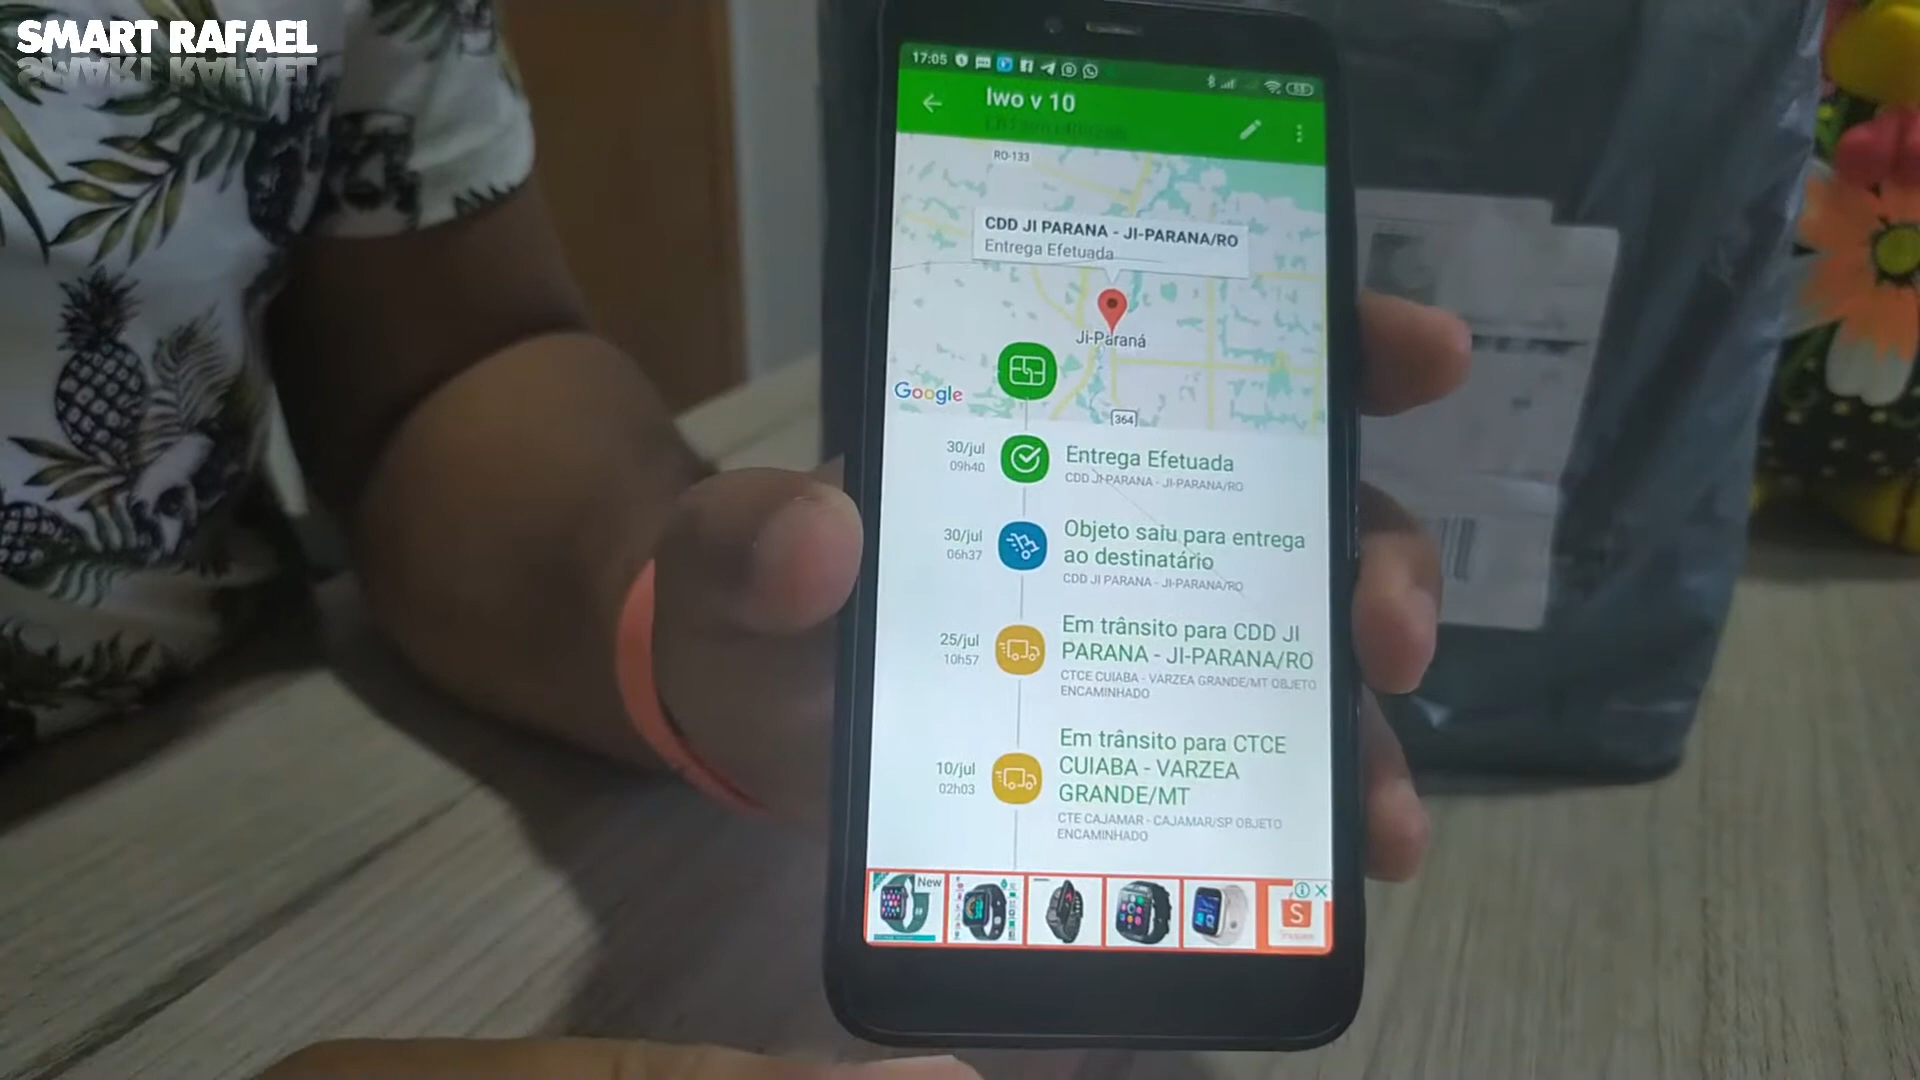 SMART RAFAEL
17:05
Iwo v 10
RO-133
CDD JI PARANA - JI-PARANA/RO
Entrega Efetuada
Ji-Paraná
Google
364
30/jul
09h40
Entrega Efetuada
CDD JI PARANA - JI-PARANA/RO
30/jul
06h37
Objeto saiu para entrega
ao destinatário
CDD JI PARANA - JI-PARANA/RO
25/jul
10h57
Em trânsito para CDD JI
PARANA - JI-PARANA/RO
CTCE CUIABA - VARZEA GRANDE/MT OBJETO
ENCAMINHADO
10/jul
02h03
Em trânsito para CTCE
CUIABA - VARZEA
GRANDE/MT
CTE CAJAMAR - CAJAMAR/SP OBJETO
ENCAMINHADO
New
S